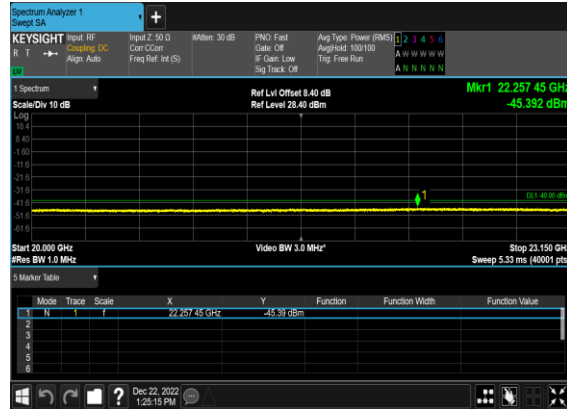 Spectrum Analyzer 1
Swept SA
KEYSIGHT Input: RF Input Z: 50 Ω #Atten: 30 dB PNO: Fast Avg Type: Power (RMS) 1 2 3 4 5 6
R T Coupling: DC Corr CCorr Gate: Off Avg|Hold: 100/100 A W W W W W
Align: Auto Freq Ref: Int (S) IF Gain: Low Trig: Free Run
Sig Track: Off A N N N N N
1 Spectrum Ref Lvl Offset 8.40 dB Mkr1 22.257 45 GHz
Scale/Div 10 dB Ref Level 28.40 dBm -45.392 dBm
Log
18.4
8.40
-1.60
-11.6
-21.6
-31.6 1 DL1 -40.00 dBm
-41.6
-51.6
-61.6
Start 20.000 GHz Video BW 3.0 MHz* Stop 23.150 GHz
#Res BW 1.0 MHz Sweep 5.33 ms (40001 pts)
5 Marker Table
Mode Trace Scale X Y Function Function Width Function Value
1 N 1 f 22.257 45 GHz -45.39 dBm
2
3
4
5
6
? Dec 22, 2022
1:25:15 PM